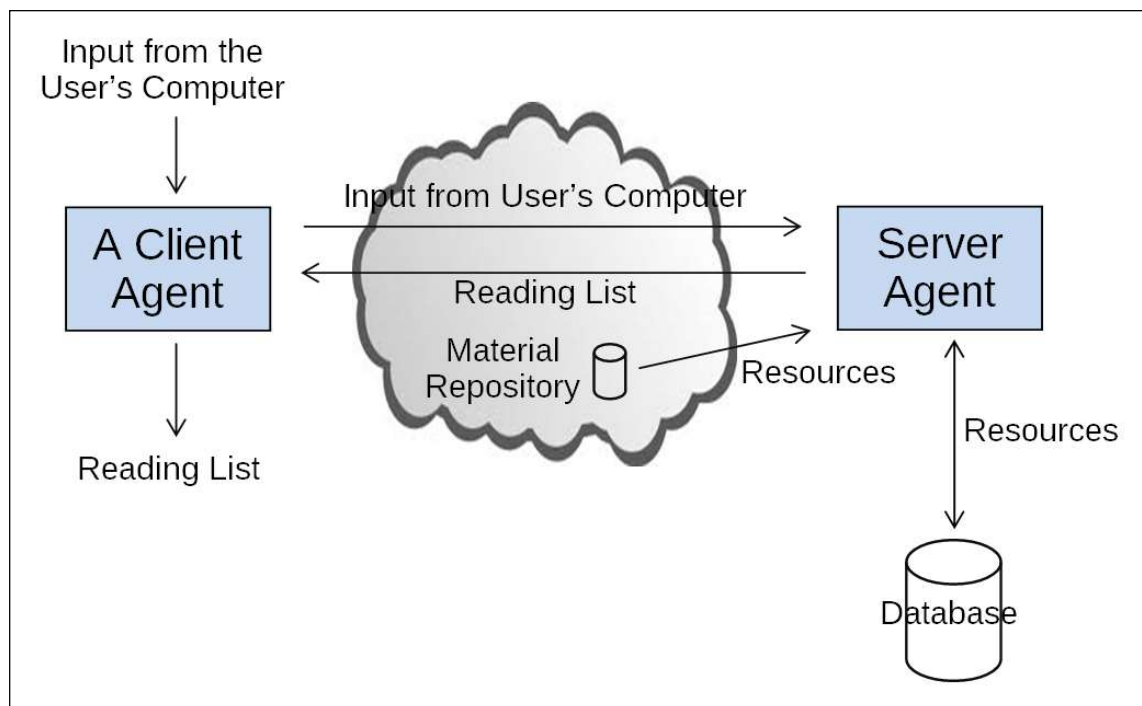 Input from the
User’s Computer
Input from User’s Computer
A Client
Agent
Server
Agent
Reading List
Material
Repository
Resources
Resources
Reading List
Database